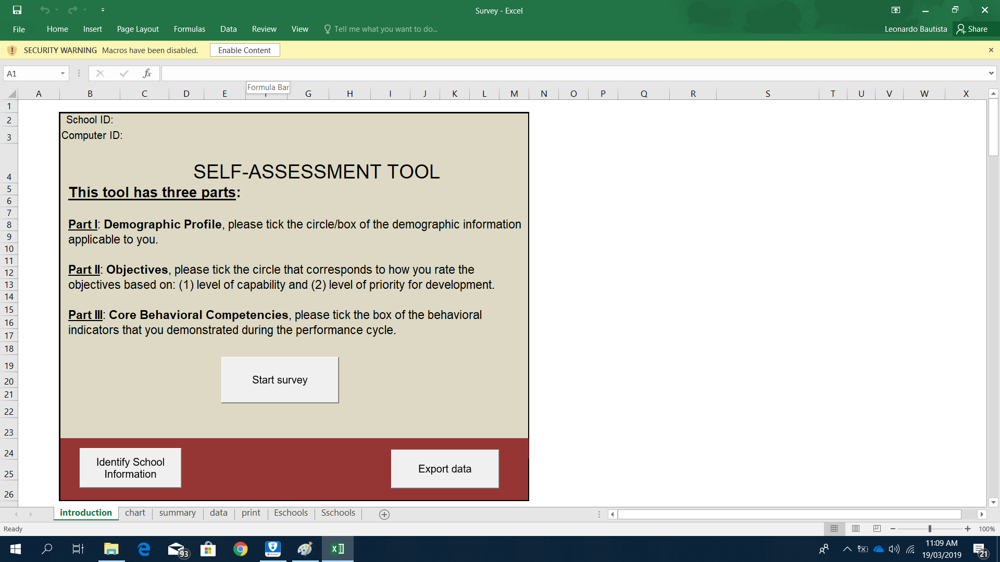 Survey - Excel
File Home Insert Page Layout Formulas Data Review View Tell me what you want to do... Leonardo Bautista Share
SECURITY WARNING Macros have been disabled. Enable Content
A1 fx
Formula Bar
A B C D E G H I J K L M N O P Q R S T U V W X
1
2 School ID:
3 Computer ID:
4 SELF-ASSESSMENT TOOL
5 This tool has three parts:
6
7
8 Part I: Demographic Profile, please tick the circle/box of the demographic information
9 applicable to you.
10
11
12 Part II: Objectives, please tick the circle that corresponds to how you rate the
13 objectives based on: (1) level of capability and (2) level of priority for development.
14
15 Part III: Core Behavioral Competencies, please tick the box of the behavioral
16
17 indicators that you demonstrated during the performance cycle.
18
19
20 Start survey
21
22
23
24 Identify School
25 Information Export data
26
introduction chart summary data print Eschools Sschools
Ready 100%
93 11:09 AM
19/03/2019 21